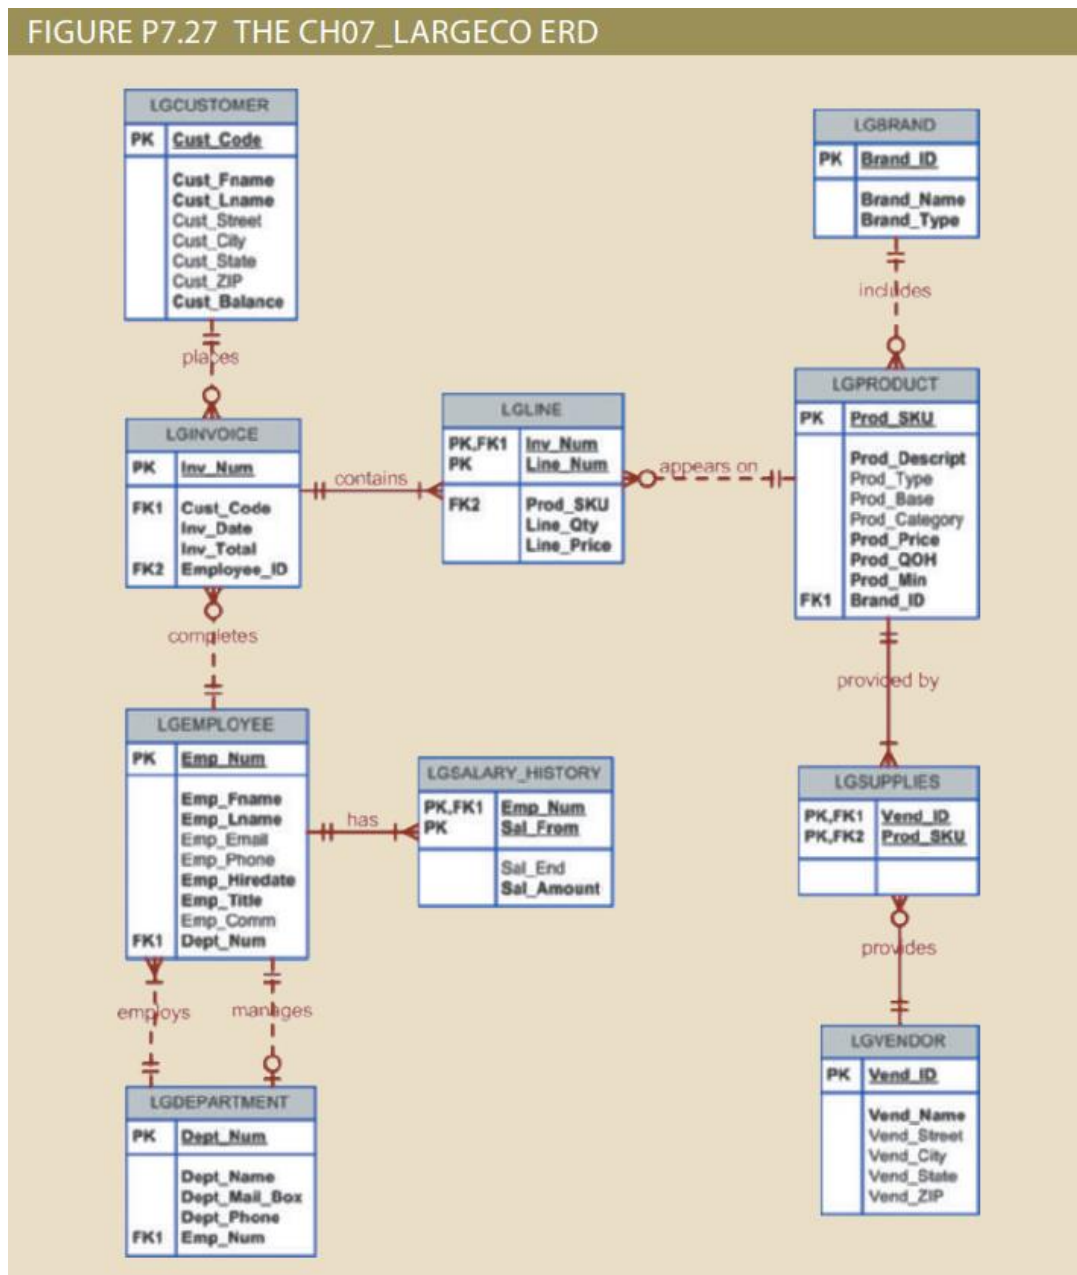 FIGURE P7.27 THE CH07_LARGECO ERD
LGCUSTOMER
PK Cust_Code
Cust_Fname
Cust_Lname
Cust_Street
Cust_City
Cust_State
Cust_ZIP
Cust_Balance
places
LGBRAND
PK Brand_ID
Brand_Name
Brand_Type
includes
LGINVOICE
PK Inv_Num
FK1 Cust_Code
Inv_Date
Inv_Total
FK2 Employee_ID
contains
LGLINE
PK,FK1 Inv_Num
PK Line_Num
FK2 Prod_SKU
Line_Qty
Line_Price
appears on
LGPRODUCT
PK Prod_SKU
Prod_Descript
Prod_Type
Prod_Base
Prod_Category
Prod_Price
Prod_QOH
Prod_Min
FK1 Brand_ID
completes
provided by
LGEMPLOYEE
PK Emp_Num
Emp_Fname
Emp_Lname
Emp_Email
Emp_Phone
Emp_Hiredate
Emp_Title
Emp_Comm
FK1 Dept_Num
has
LGSALARY_HISTORY
PK,FK1 Emp_Num
PK Sal_From
Sal_End
Sal_Amount
LGSUPPLIES
PK,FK1 Vend_ID
PK,FK2 Prod_SKU
provides
employs
manages
LGDEPARTMENT
PK Dept_Num
Dept_Name
Dept_Mail_Box
Dept_Phone
FK1 Emp_Num
LGVENDOR
PK Vend_ID
Vend_Name
Vend_Street
Vend_City
Vend_State
Vend_ZIP